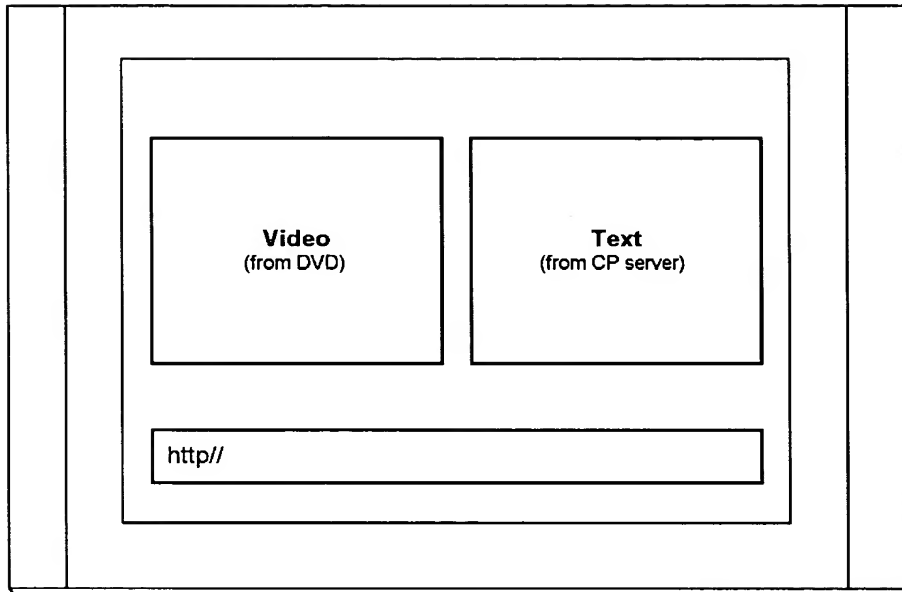 Video
(from DVD)
Text
(from CP server)
http//